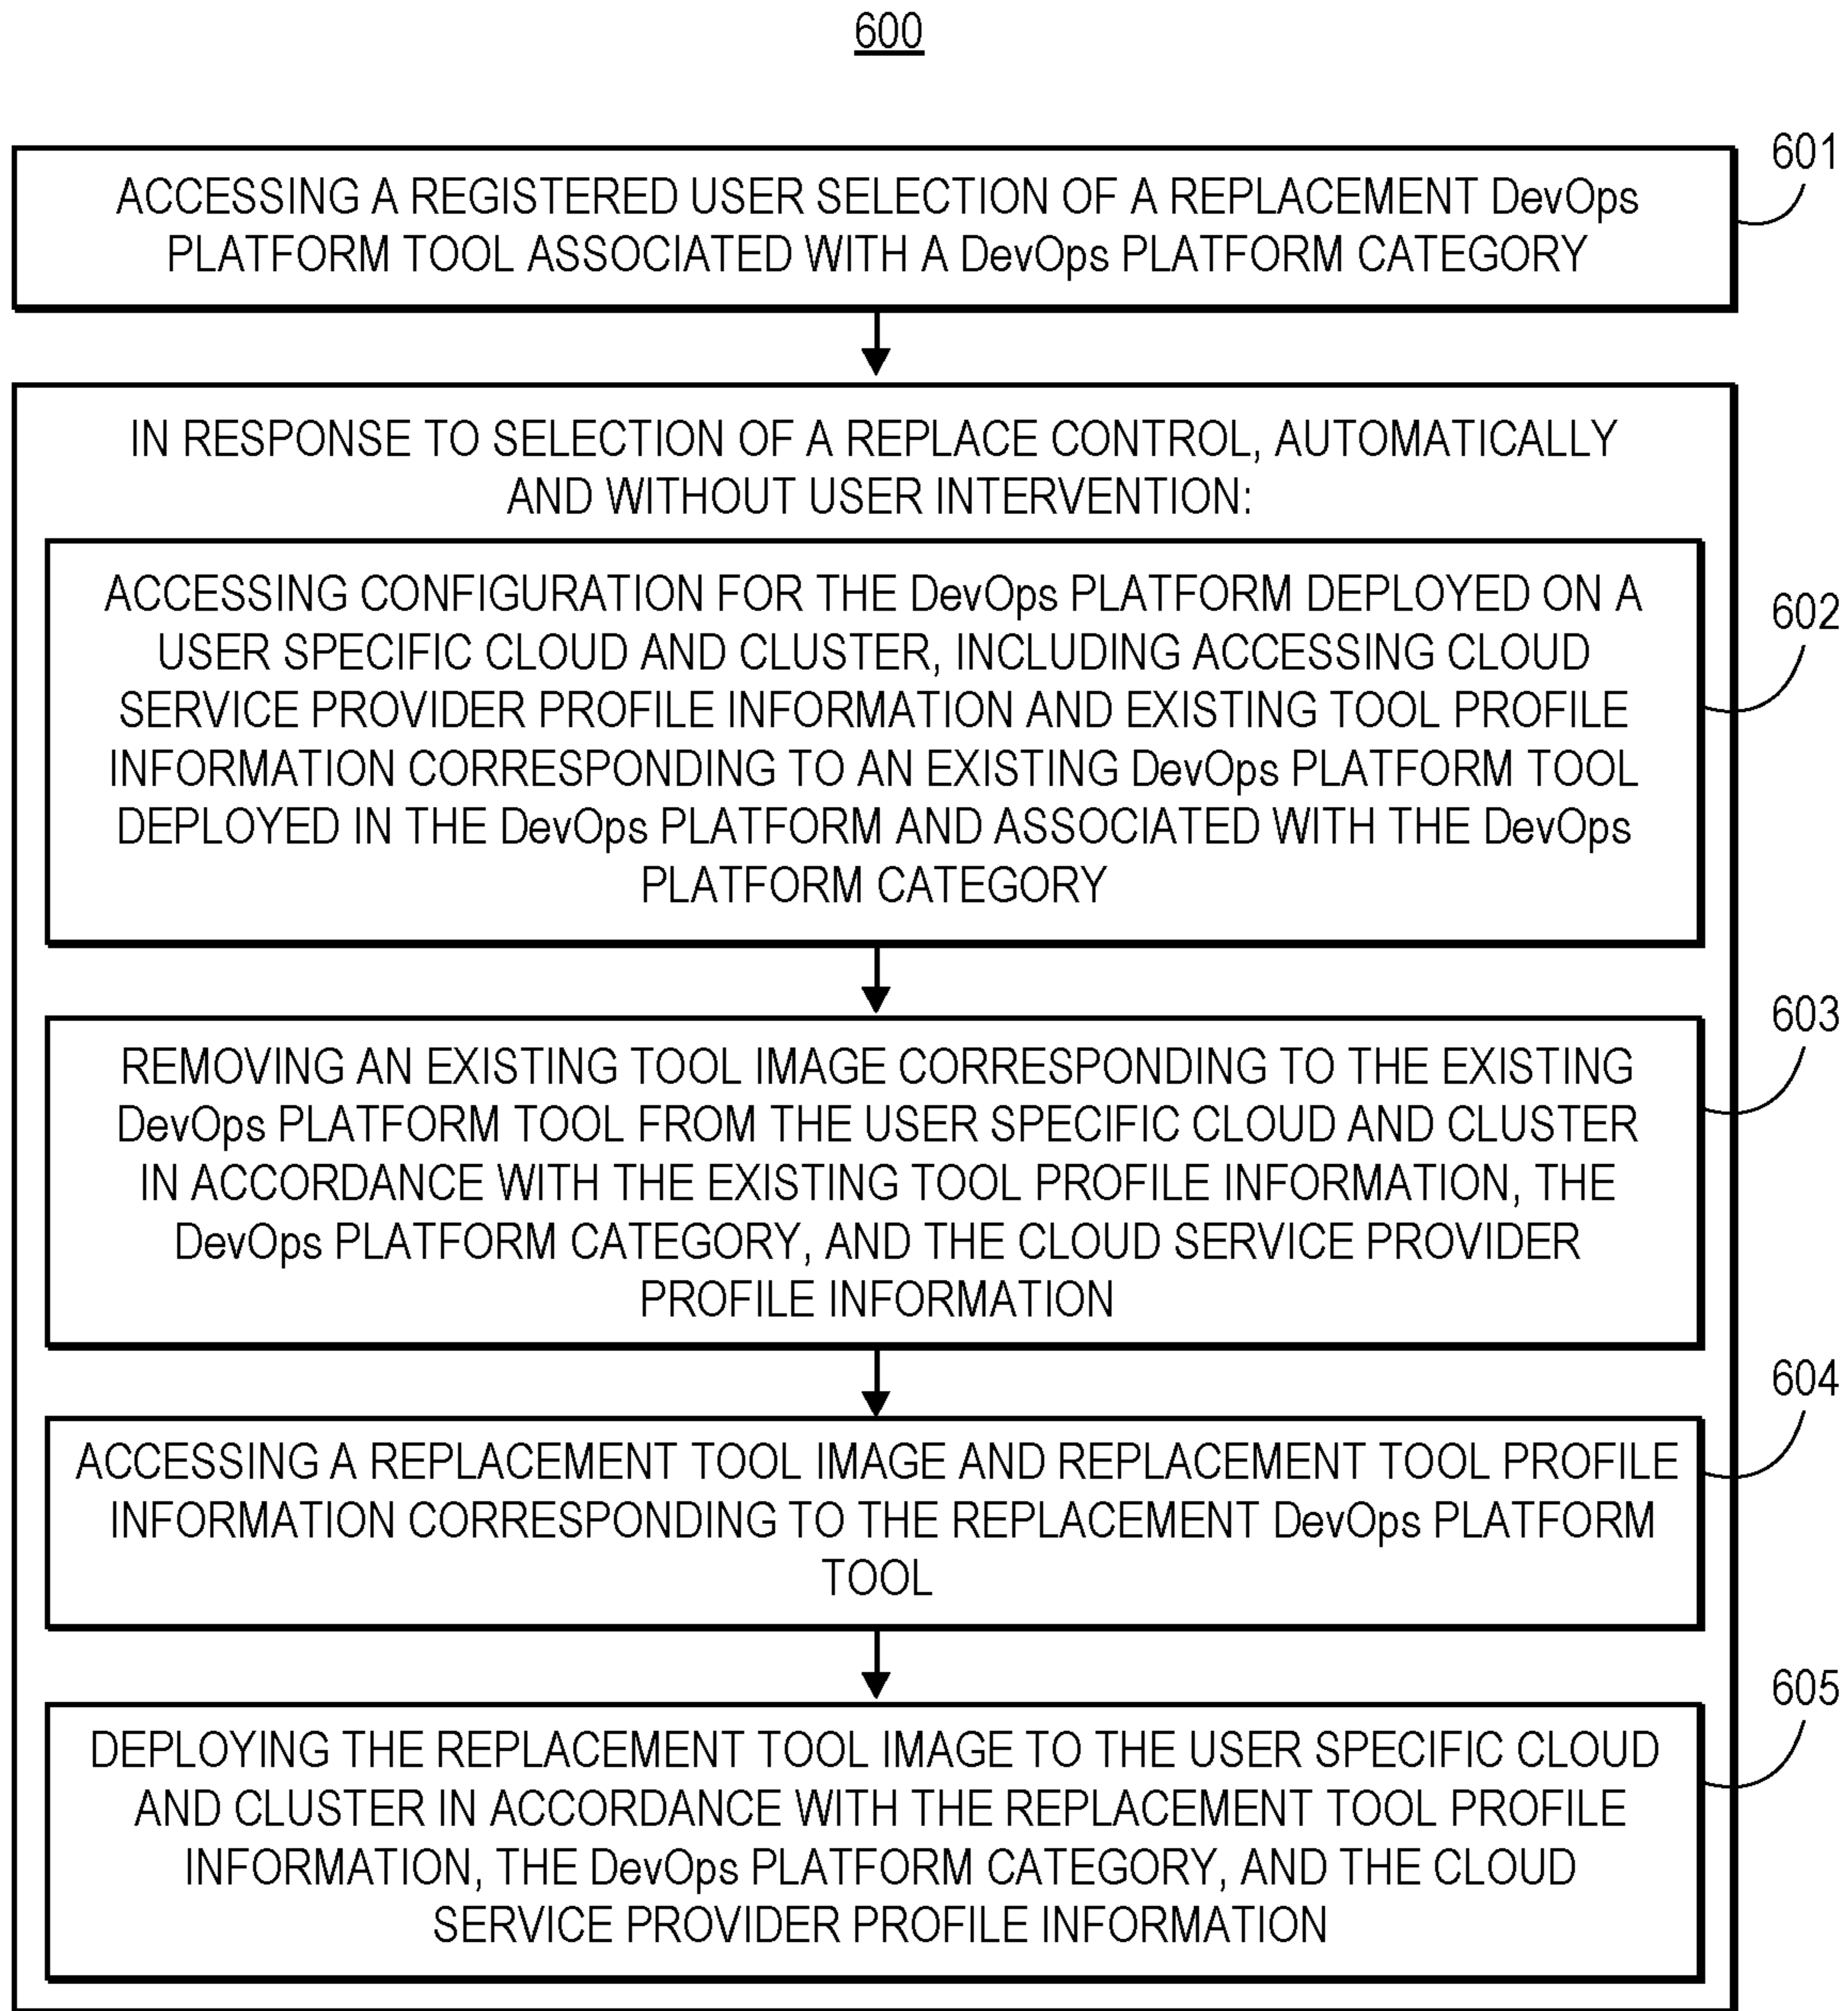 600
601
ACCESSING A REGISTERED USER SELECTION OF A REPLACEMENT DevOps
PLATFORM TOOL ASSOCIATED WITH A DevOps PLATFORM CATEGORY
IN RESPONSE TO SELECTION OF A REPLACE CONTROL, AUTOMATICALLY
AND WITHOUT USER INTERVENTION:
602
ACCESSING CONFIGURATION FOR THE DevOps PLATFORM DEPLOYED ON A
USER SPECIFIC CLOUD AND CLUSTER, INCLUDING ACCESSING CLOUD
SERVICE PROVIDER PROFILE INFORMATION AND EXISTING TOOL PROFILE
INFORMATION CORRESPONDING TO AN EXISTING DevOps PLATFORM TOOL
DEPLOYED IN THE DevOps PLATFORM AND ASSOCIATED WITH THE DevOps
PLATFORM CATEGORY
603
REMOVING AN EXISTING TOOL IMAGE CORRESPONDING TO THE EXISTING
DevOps PLATFORM TOOL FROM THE USER SPECIFIC CLOUD AND CLUSTER
IN ACCORDANCE WITH THE EXISTING TOOL PROFILE INFORMATION, THE
DevOps PLATFORM CATEGORY, AND THE CLOUD SERVICE PROVIDER
PROFILE INFORMATION
604
ACCESSING A REPLACEMENT TOOL IMAGE AND REPLACEMENT TOOL PROFILE
INFORMATION CORRESPONDING TO THE REPLACEMENT DevOps PLATFORM
TOOL
605
DEPLOYING THE REPLACEMENT TOOL IMAGE TO THE USER SPECIFIC CLOUD
AND CLUSTER IN ACCORDANCE WITH THE REPLACEMENT TOOL PROFILE
INFORMATION, THE DevOps PLATFORM CATEGORY, AND THE CLOUD
SERVICE PROVIDER PROFILE INFORMATION